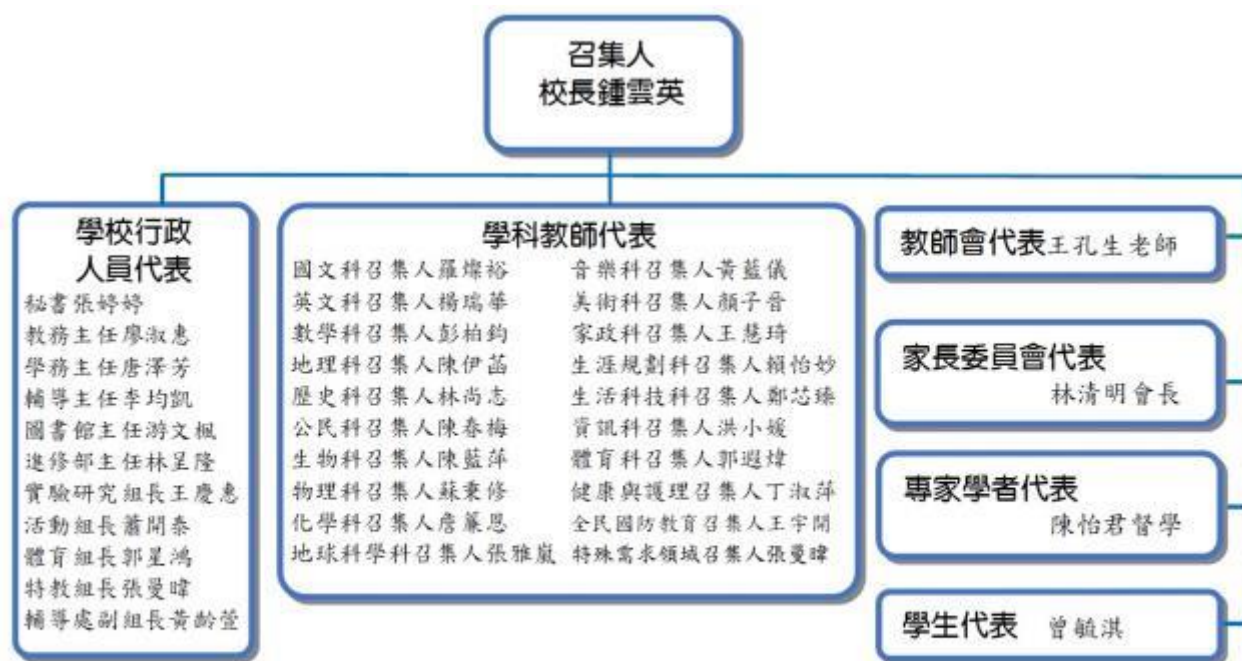 召集人
校長鍾雲英
學校行政
人員代表
秘書張婷婷
教務主任廖淑惠
學務主任唐澤芳
輔導主任李均凱
圖書館主任游文楓
進修部主任林呈隆
實驗研究組長王慶惠
活動組長蕭開泰
體育組長郭星鴻
特教組長張曼暐
輔導處副組長黃齡萱
學科教師代表
國文科召集人羅燦裕
英文科召集人楊瑞華
數學科召集人彭柏鈞
地理科召集人陳伊菡
歷史科召集人林尚志
公民科召集人陳春梅
生物科召集人陳藍萍
物理科召集人蘇秉修
化學科召集人詹簾恩
地球科學科召集人張雅嵐
音樂科召集人黃藍儀
美術科召集人顏子晉
家政科召集人王慧琦
生涯規劃科召集人賴怡妙
生活科技科召集人鄭芯臻
資訊科召集人洪小媛
體育科召集人郭遐煒
健康與護理召集人丁淑萍
全民國防教育召集人王宇開
特殊需求領域召集人張曼暐
教師會代表王孔生老師
家長委員會代表
林清明會長
專家學者代表
陳怡君督學
學生代表 曾毓淇